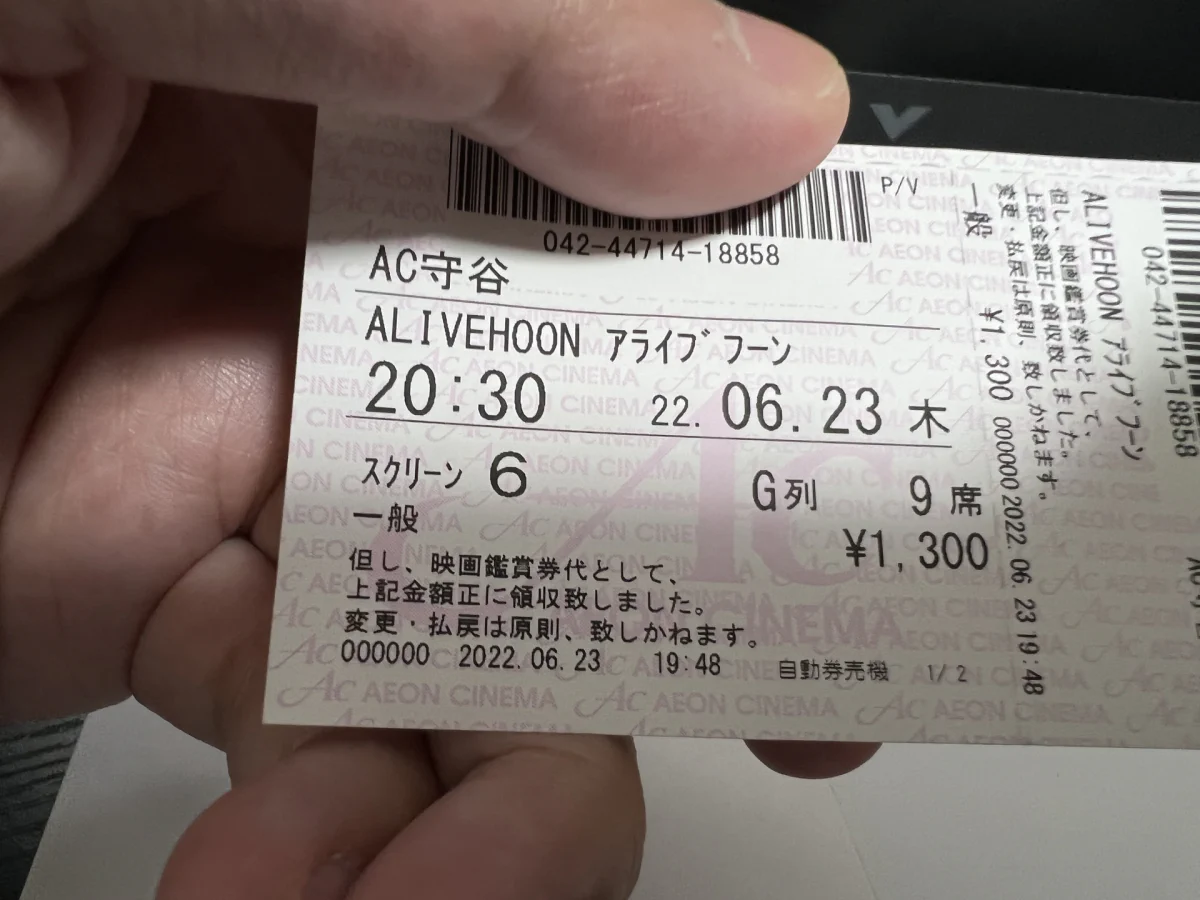 P/V
042-44714-18858
AC守谷
ALIVEHOON アライブフーン
20:30 22. 06. 23 木
スクリーン 6 G列 9 席
一般 ¥1,300
但し、映画鑑賞券代として、
上記金額正に領収致しました。
変更・払戻は原則、致しかねます。
000000 2022.06.23 19:48 自動券売機 1/2
AC AEON CINEMA
042-44714-18858
ALIVEHOON アライブフーン
但し、映画鑑賞券代として、
上記金額正に領収致しました。
変更・払戻は原則、致しかねます。
一般 ¥1,300 000000 2022.06.23 19:48